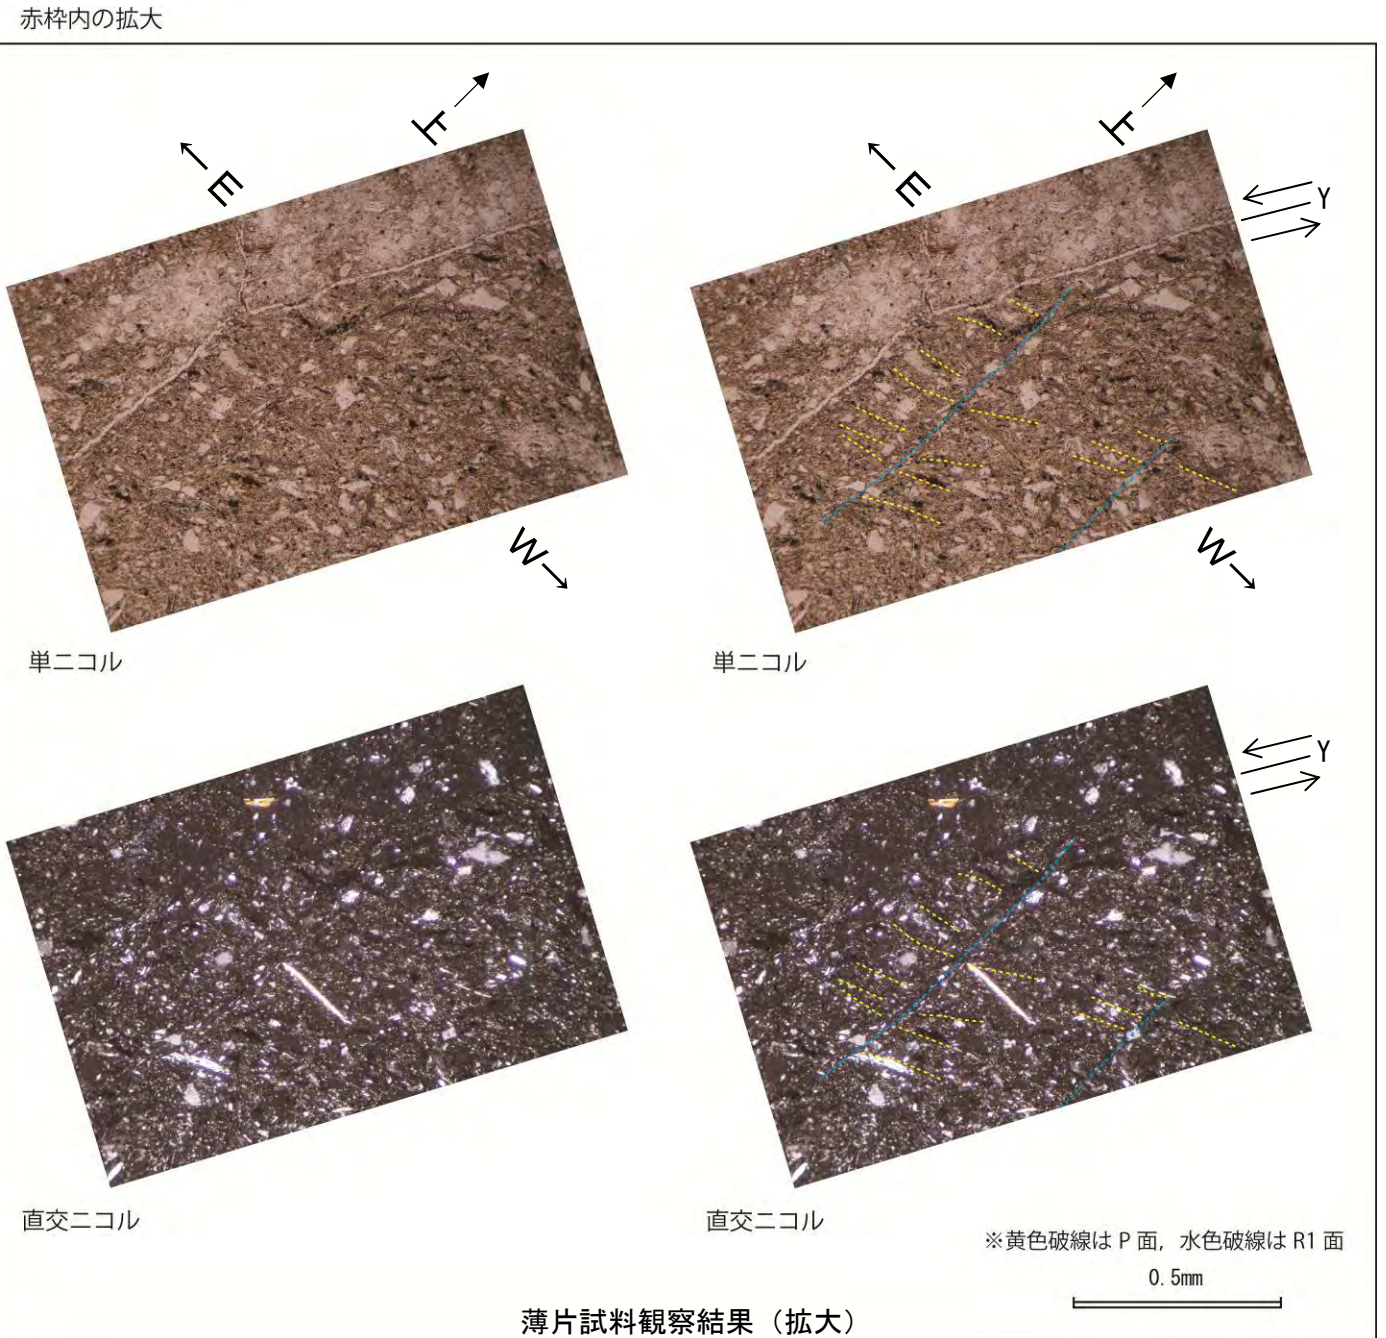 赤枠内の拡大
上→
←E
W→
単ニコル
上→
←E
Y
W→
単ニコル
直交ニコル
Y
直交ニコル
※黄色破線は P 面，水色破線は R1 面
0.5mm
薄片試料観察結果（拡大）